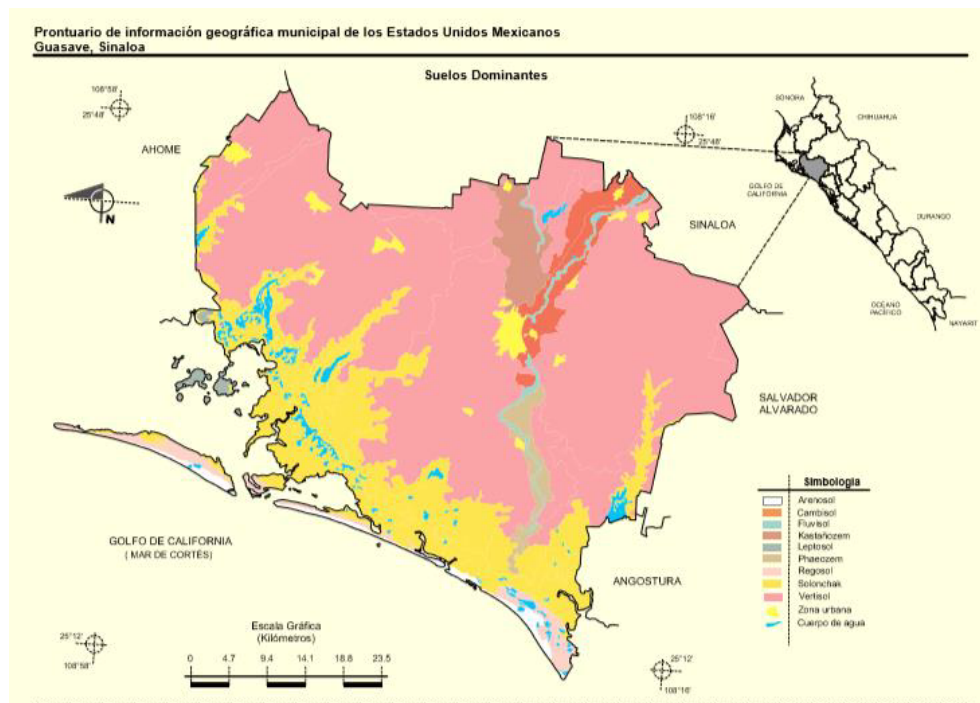 Prontuario de información geográfica municipal de los Estados Unidos Mexicanos
Guasave, Sinaloa
Suelos Dominantes
108°58'
25°48'
AHOME
N
108°16'
25°48'
SONORA
CHIHUAHUA
GOLFO DE
CALIFORNIA
DURANGO
OCÉANO
PACÍFICO
NAYARIT
SINALOA
SALVADOR
ALVARADO
Simbología
Arenosol
Cambisol
Fluvisol
Kastañozem
Leptosol
Phaeozem
Regosol
Solonchak
Vertisol
Zona urbana
Cuerpo de agua
GOLFO DE CALIFORNIA
( MAR DE CORTÉS)
ANGOSTURA
Escala Gráfica
(Kilómetros)
0 4.7 9.4 14.1 18.8 23.5
25°12'
108°58'
25°12'
108°16'